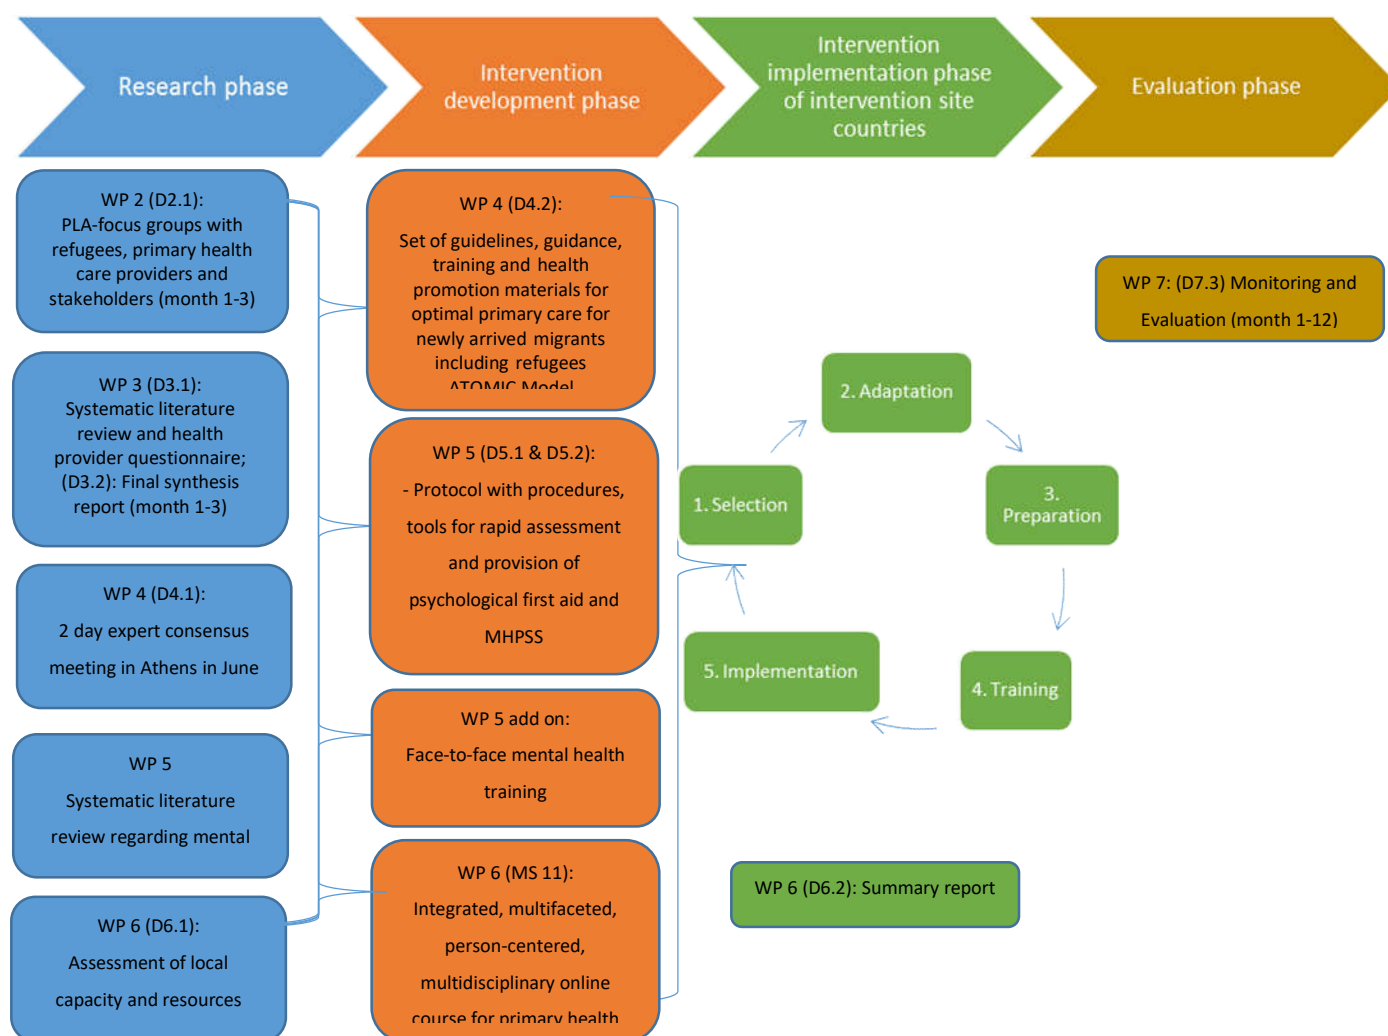 Research phase
Intervention
development phase
Intervention
implementation phase
of intervention site
countries
Evaluation phase
WP 2 (D2.1):
PLA-focus groups with
refugees, primary health
care providers and
stakeholders (month 1-3)
WP 3 (D3.1):
Systematic literature
review and health
provider questionnaire;
(D3.2): Final synthesis
report (month 1-3)
WP 4 (D4.1):
2 day expert consensus
meeting in Athens in June
WP 5
Systematic literature
review regarding mental
WP 6 (D6.1):
Assessment of local
capacity and resources
WP 4 (D4.2):
Set of guidelines, guidance,
training and health
promotion materials for
optimal primary care for
newly arrived migrants
including refugees
ATOMIC Model
WP 5 (D5.1 & D5.2):
- Protocol with procedures,
tools for rapid assessment
and provision of
psychological first aid and
MHPSS
WP 5 add on:
Face-to-face mental health
training
WP 6 (MS 11):
Integrated, multifaceted,
person-centered,
multidisciplinary online
course for primary health
1. Selection
2. Adaptation
3.
Preparation
4. Training
5. Implementation
WP 6 (D6.2): Summary report
WP 7: (D7.3) Monitoring and
Evaluation (month 1-12)